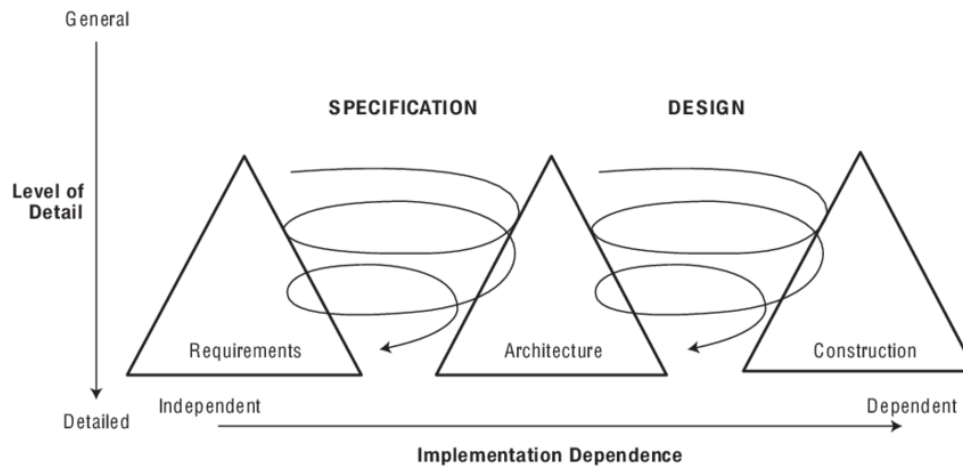 General
SPECIFICATION
DESIGN
Level of
Detail
Requirements
Architecture
Construction
Independent
Dependent
Detailed
Implementation Dependence